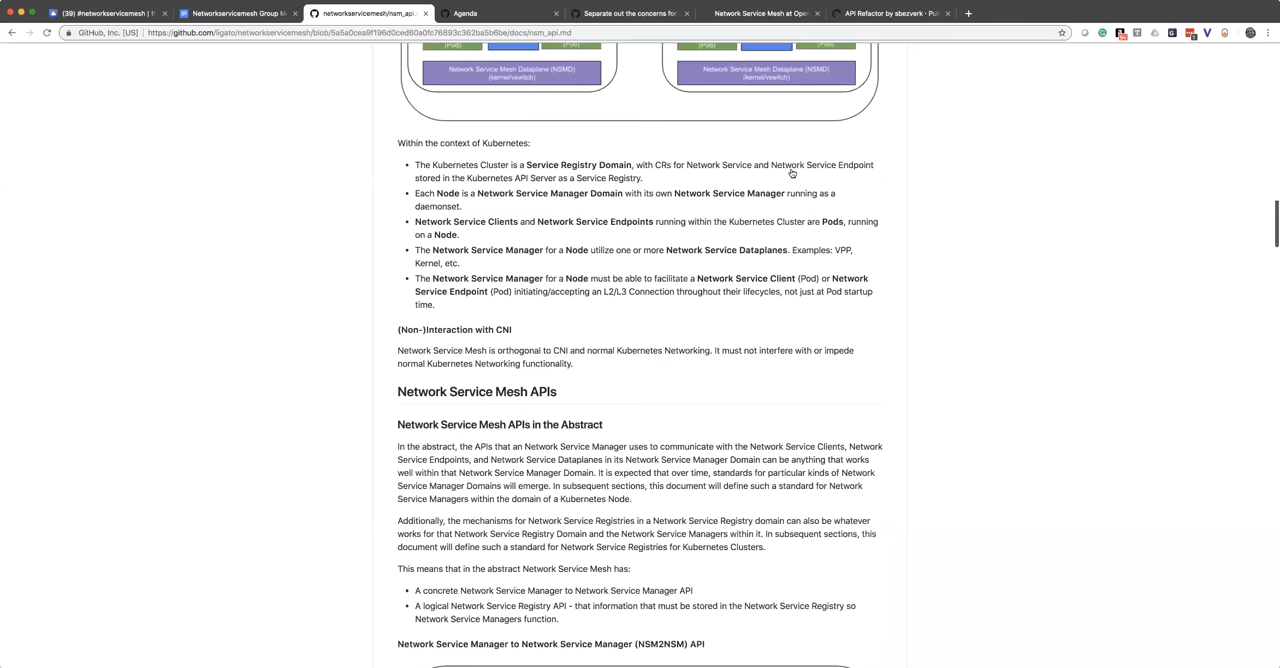 (39) #networkservicemesh | f
Networkservicemesh Group M
networkservicemesh/nsm_api.
Agenda
Separate out the concerns for
Network Service Mesh at Ope
API Refactor by sbezverk · Pul
GitHub, Inc. [US] | https://github.com/ligato/networkservicemesh/blob/5a5a0cea9f196d0ced60a0fc76893c362ba5b6be/docs/nsm_api.md
(Pod) (Pod) (Pod) (Pod)
Network Service Mesh Dataplane (NSMD)
(kernel/vswitch)
Network Service Mesh Dataplane (NSMD)
(kernel/vswitch)
Within the context of Kubernetes:
The Kubernetes Cluster is a Service Registry Domain, with CRs for Network Service and Network Service Endpoint
stored in the Kubernetes API Server as a Service Registry.
Each Node is a Network Service Manager Domain with its own Network Service Manager running as a
daemonset.
Network Service Clients and Network Service Endpoints running within the Kubernetes Cluster are Pods, running
on a Node.
The Network Service Manager for a Node utilize one or more Network Service Dataplanes. Examples: VPP,
Kernel, etc.
The Network Service Manager for a Node must be able to facilitate a Network Service Client (Pod) or Network
Service Endpoint (Pod) initiating/accepting an L2/L3 Connection throughout their lifecycles, not just at Pod startup
time.
(Non-)Interaction with CNI
Network Service Mesh is orthogonal to CNI and normal Kubernetes Networking. It must not interfere with or impede
normal Kubernetes Networking functionality.
Network Service Mesh APIs
Network Service Mesh APIs in the Abstract
In the abstract, the APIs that an Network Service Manager uses to communicate with the Network Service Clients, Network
Service Endpoints, and Network Service Dataplanes in its Network Service Manager Domain can be anything that works
well within that Network Service Manager Domain. It is expected that over time, standards for particular kinds of Network
Service Manager Domains will emerge. In subsequent sections, this document will define such a standard for Network
Service Managers within the domain of a Kubernetes Node.
Additionally, the mechanisms for Network Service Registries in a Network Service Registry domain can also be whatever
works for that Network Service Registry Domain and the Network Service Managers within it. In subsequent sections, this
document will define such a standard for Network Service Registries for Kubernetes Clusters.
This means that in the abstract Network Service Mesh has:
A concrete Network Service Manager to Network Service Manager API
A logical Network Service Registry API - that information that must be stored in the Network Service Registry so
Network Service Managers function.
Network Service Manager to Network Service Manager (NSM2NSM) API